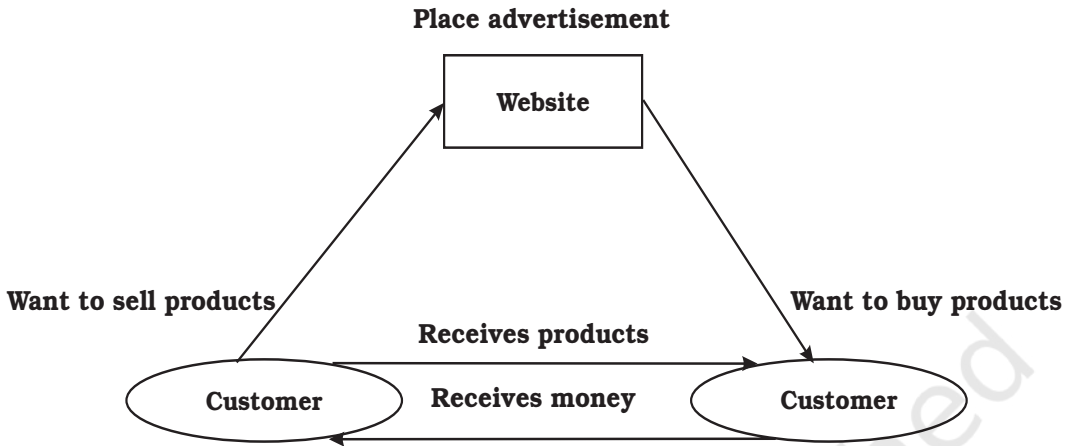 Place advertisement
Website
Want to sell products
Want to buy products
Receives products
Customer
Receives money
Customer